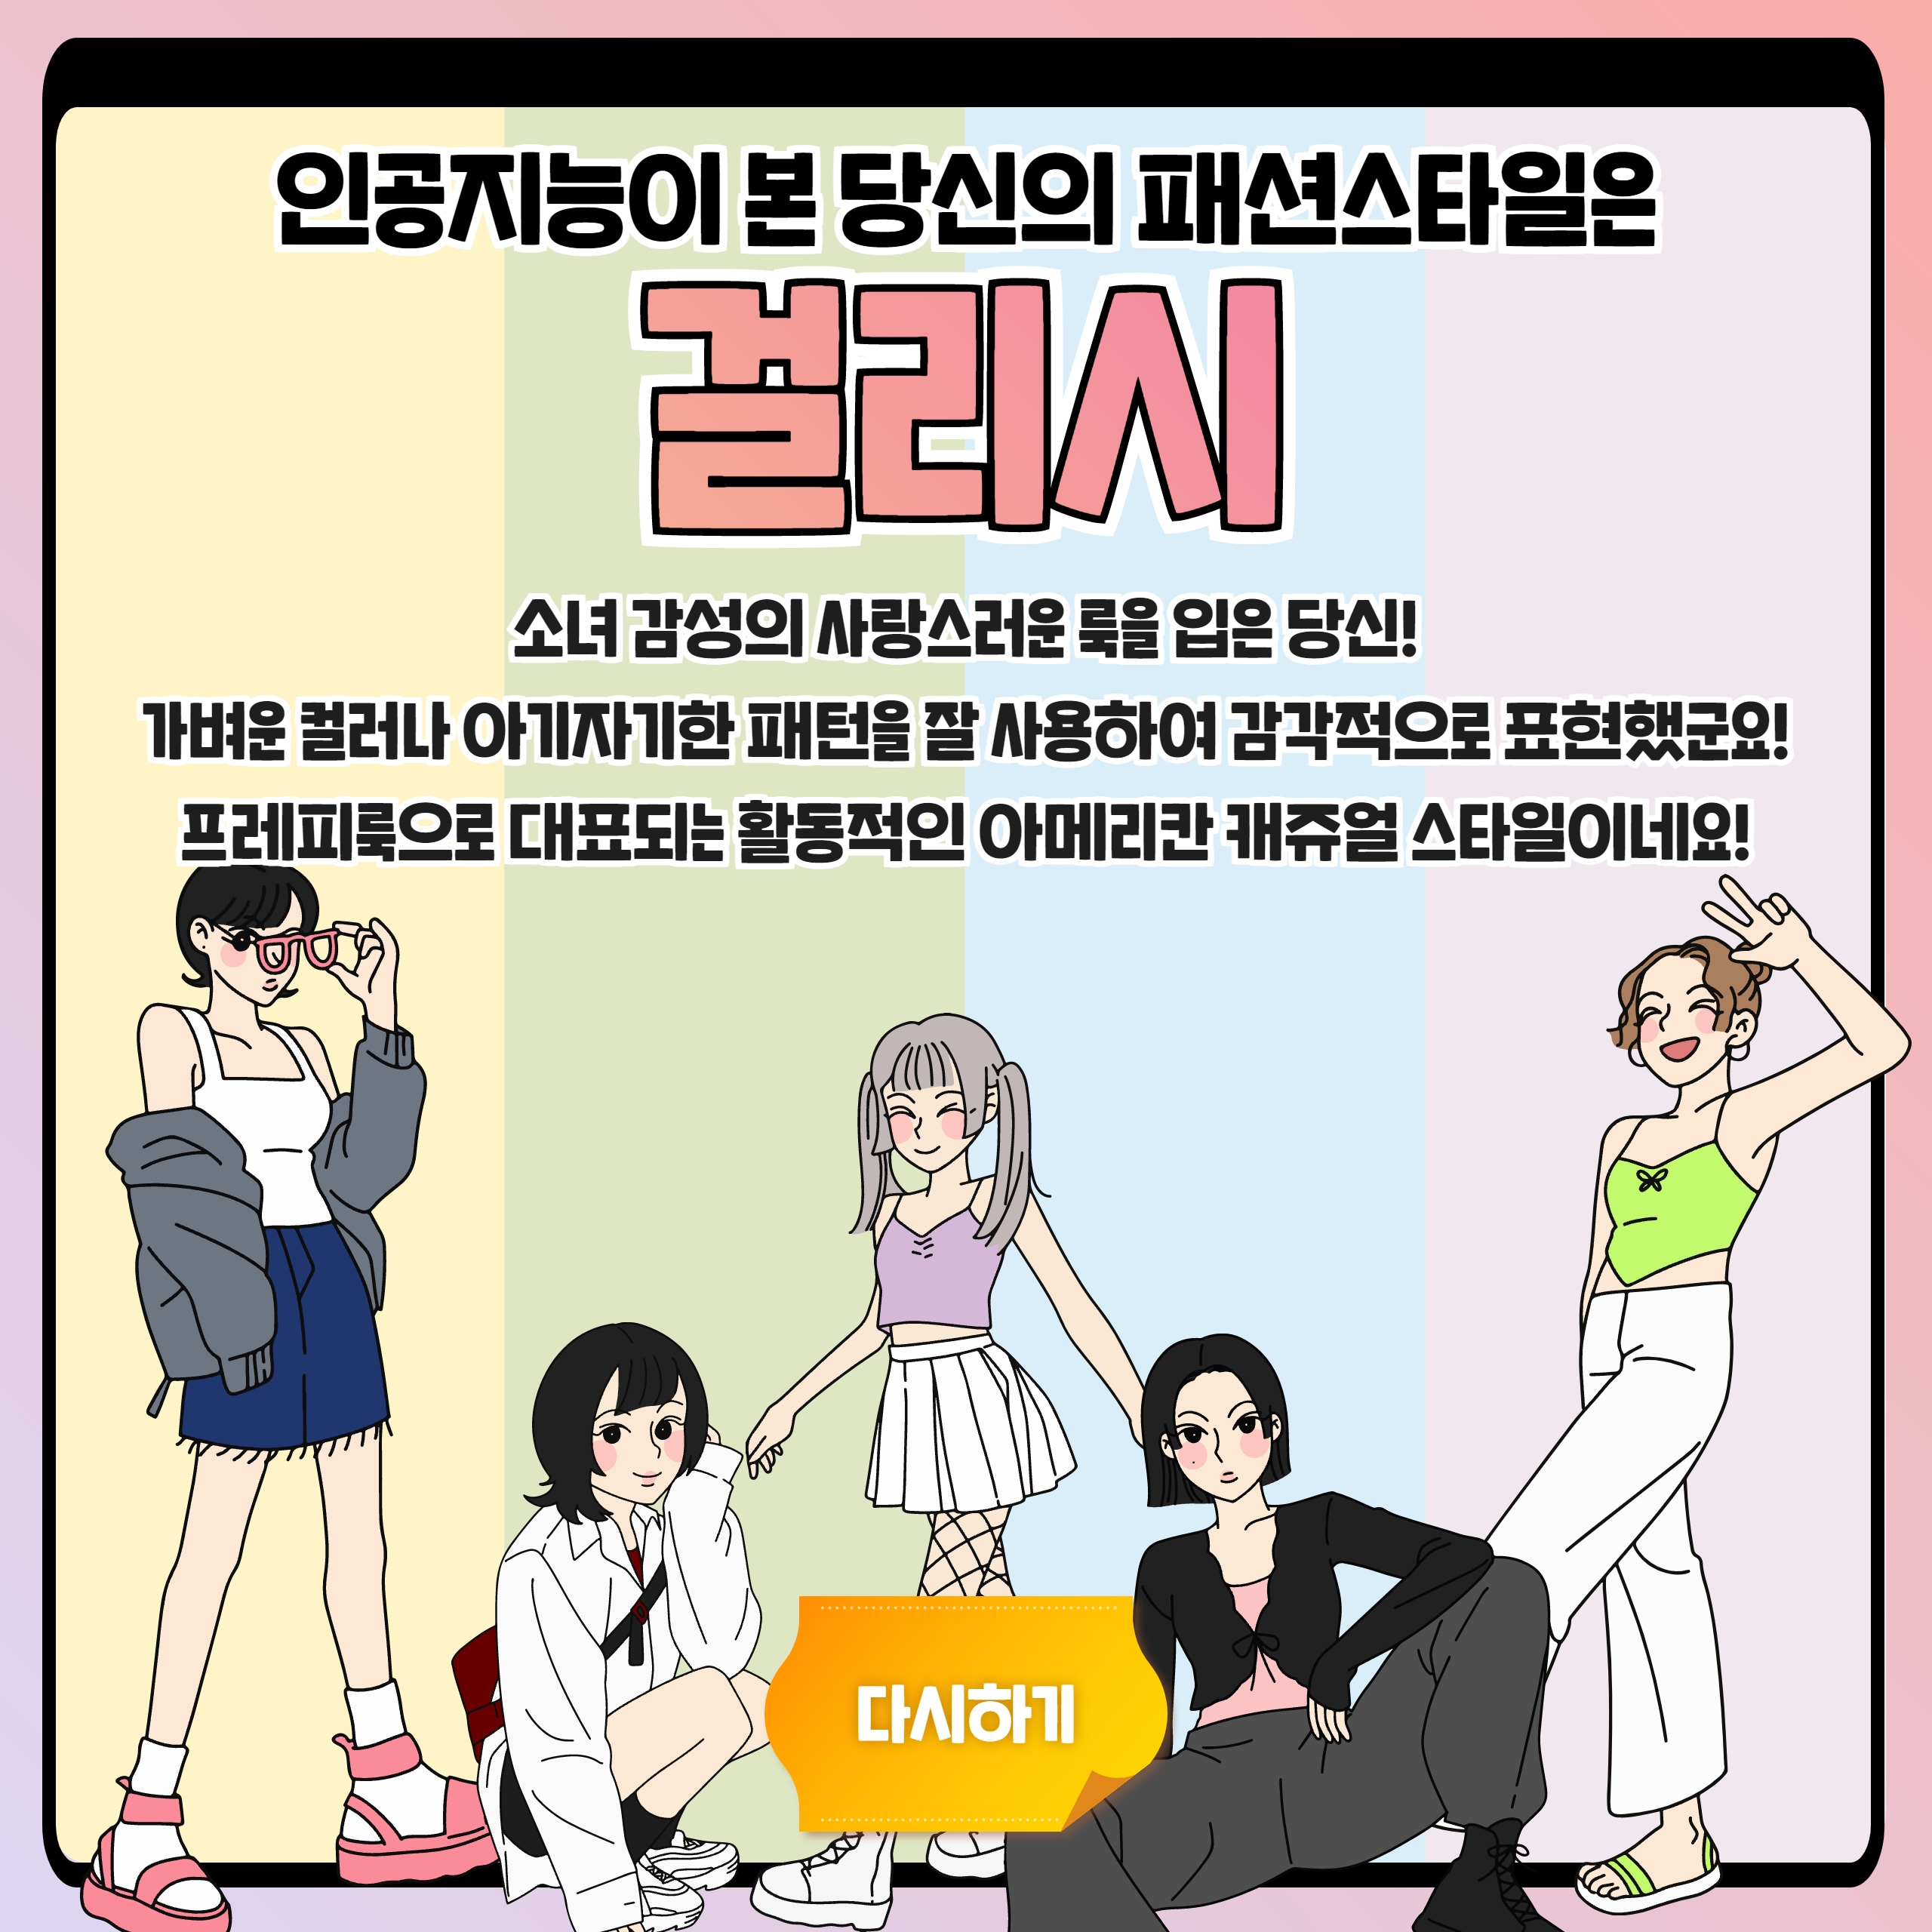 인공지능이 본 당신의 패션스타일은
걸리시
소녀 감성의 사랑스러운 룩을 입은 당신!
가벼운 컬러나 아기자기한 패턴을 잘 사용하여 감각적으로 표현했군요!
프레피룩으로 대표되는 활동적인 아메리칸 캐쥬얼 스타일이네요!
다시하기